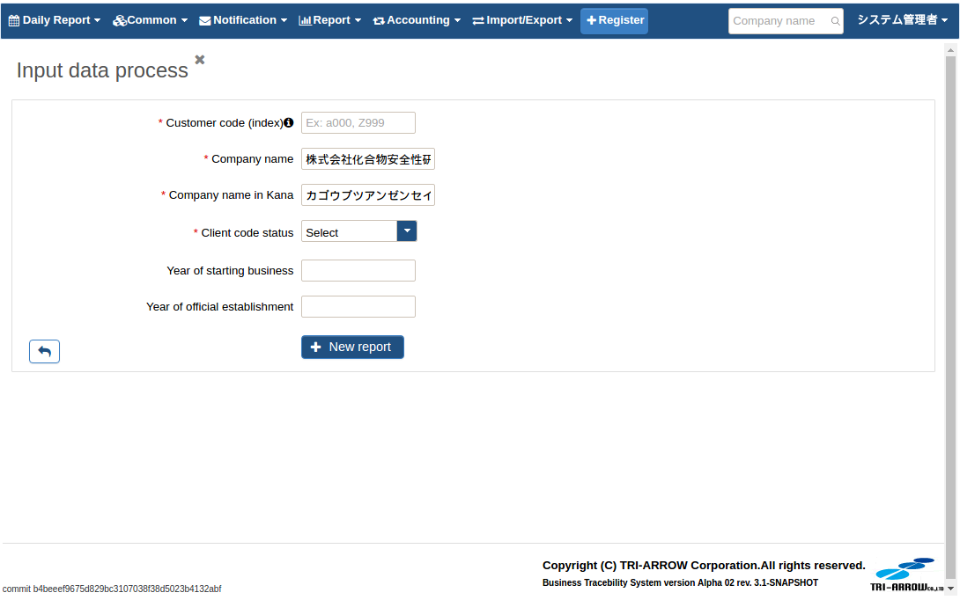 Daily Report Common Notification Report Accounting Import/Export Register Company name システム管理者
Input data process
* Customer code (index) Ex: a000, Z999
* Company name 株式会社化合物安全性研
* Company name in Kana カゴウブツアンゼンセイ
* Client code status Select
Year of starting business
Year of official establishment
New report
Copyright (C) TRI-ARROW Corporation.All rights reserved.
Business Tracebility System version Alpha 02 rev. 3.1-SNAPSHOT
TRI-ARROW CO.,LTD
commit b4beeef9675d829bc3107038f38d5023b4132abf